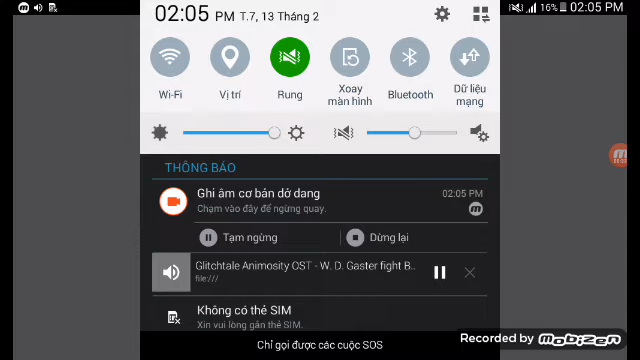 16% 02:05 PM
02:05 PM T.7, 13 Tháng 2
Wi-Fi
Vị trí
Rung
Xoay
màn hình
Bluetooth
Dữ liệu
mạng
THÔNG BÁO
Ghi âm cơ bản dở dang
02:05 PM
Chạm vào đây để ngừng quay.
Tạm ngừng
Dừng lại
Glitchtale Animosity OST - W. D. Gaster fight B..
file:///
Không có thẻ SIM
Xin vui lòng gắn thẻ SIM.
Recorded by MOBIZEN
Chỉ gọi được các cuộc SOS